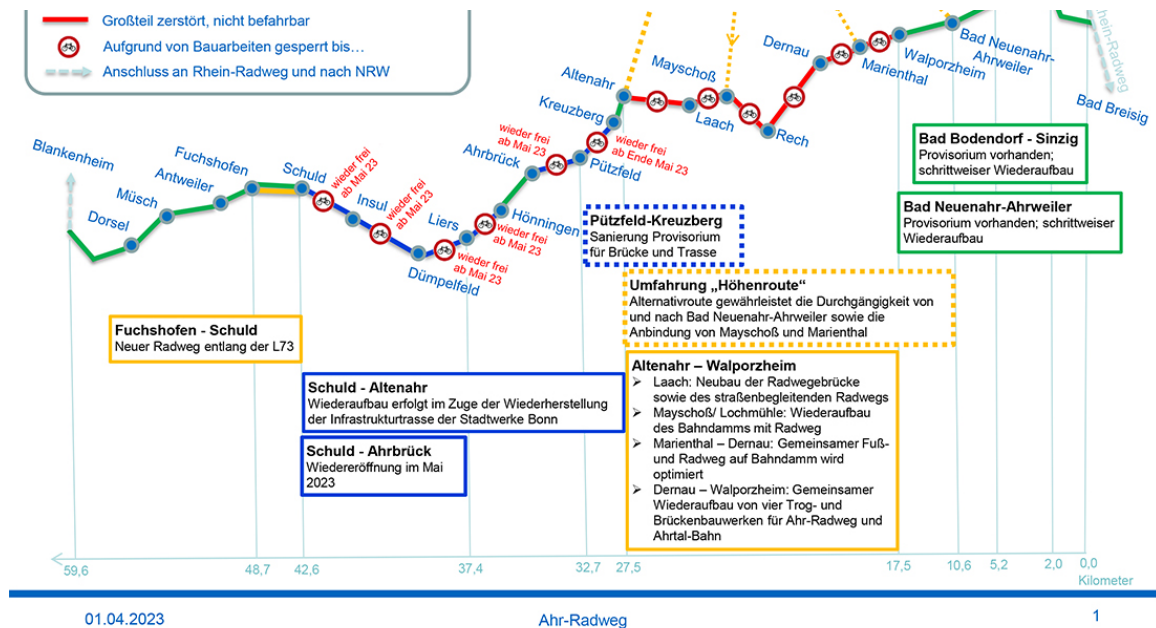 Großteil zerstört, nicht befahrbar
Aufgrund von Bauarbeiten gesperrt bis…
Anschluss an Rhein-Radweg und nach NRW
Blankenheim
Dorsel
Müsch
Antweiler
Fuchshofen
Schuld
wieder frei
ab Mai 23
Insul
wieder frei
ab Mai 23
Dümpelfeld
wieder frei
ab Mai 23
Liers
wieder frei
ab Mai 23
Hönningen
Ahrbrück
wieder frei
ab Mai 23
Pützfeld
wieder frei
ab Ende Mai 23
Kreuzberg
Altenahr
Laach
Mayschoß
Rech
Dernau
Marienthal
Walporzheim
Bad Neuenahr-
Ahrweiler
Rhein-Radweg
Bad Breisig
Bad Bodendorf - Sinzig
Provisorium vorhanden;
schrittweiser Wiederaufbau
Bad Neuenahr-Ahrweiler
Provisorium vorhanden; schrittweiser
Wiederaufbau
Pützfeld-Kreuzberg
Sanierung Provisorium
für Brücke und Trasse
Umfahrung „Höhenroute“
Alternativroute gewährleistet die Durchgängigkeit von
und nach Bad Neuenahr-Ahrweiler sowie die
Anbindung von Mayschoß und Marienthal
Fuchshofen - Schuld
Neuer Radweg entlang der L73
Schuld - Altenahr
Wiederaufbau erfolgt im Zuge der Wiederherstellung
der Infrastrukturtrasse der Stadtwerke Bonn
Schuld - Ahrbrück
Wiedereröffnung im Mai
2023
Altenahr – Walporzheim
➢ Laach: Neubau der Radwegebrücke
sowie des straßenbegleitenden Radwegs
➢ Mayschoß/ Lochmühle: Wiederaufbau
des Bahndamms mit Radweg
➢ Marienthal – Dernau: Gemeinsamer Fuß-
und Radweg auf Bahndamm wird
optimiert
➢ Dernau – Walporzheim: Gemeinsamer
Wiederaufbau von vier Trog- und
Brückenbauwerken für Ahr-Radweg und
Ahrtal-Bahn
59,6 48,7 42,6 37,4 32,7 27,5 17,5 10,6 5,2 2,0 0,0
Kilometer
01.04.2023 Ahr-Radweg 1